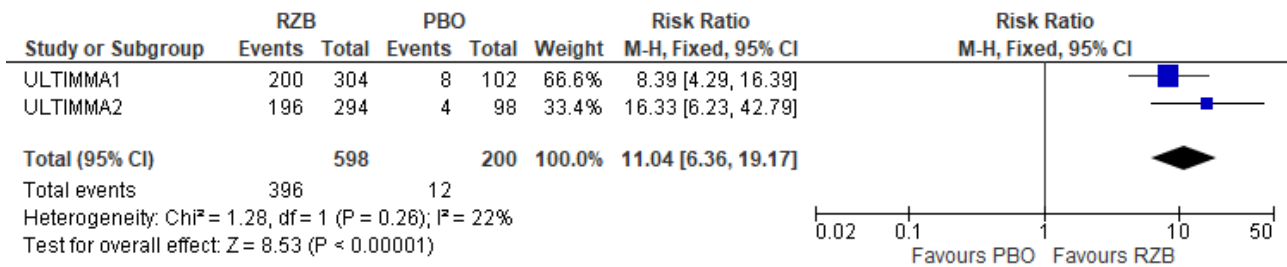 RZB PBO Risk Ratio Risk Ratio
Study or Subgroup Events Total Events Total Weight M-H, Fixed, 95% CI M-H, Fixed, 95% CI
ULTIMMA1 200 304 8 102 66.6% 8.39 [4.29, 16.39]
ULTIMMA2 196 294 4 98 33.4% 16.33 [6.23, 42.79]
Total (95% CI) 598 200 100.0% 11.04 [6.36, 19.17]
Total events 396 12
Heterogeneity: Chi² = 1.28, df = 1 (P = 0.26); I² = 22%
Test for overall effect: Z = 8.53 (P < 0.00001)
0.02 0.1 1 10 50
Favours PBO Favours RZB